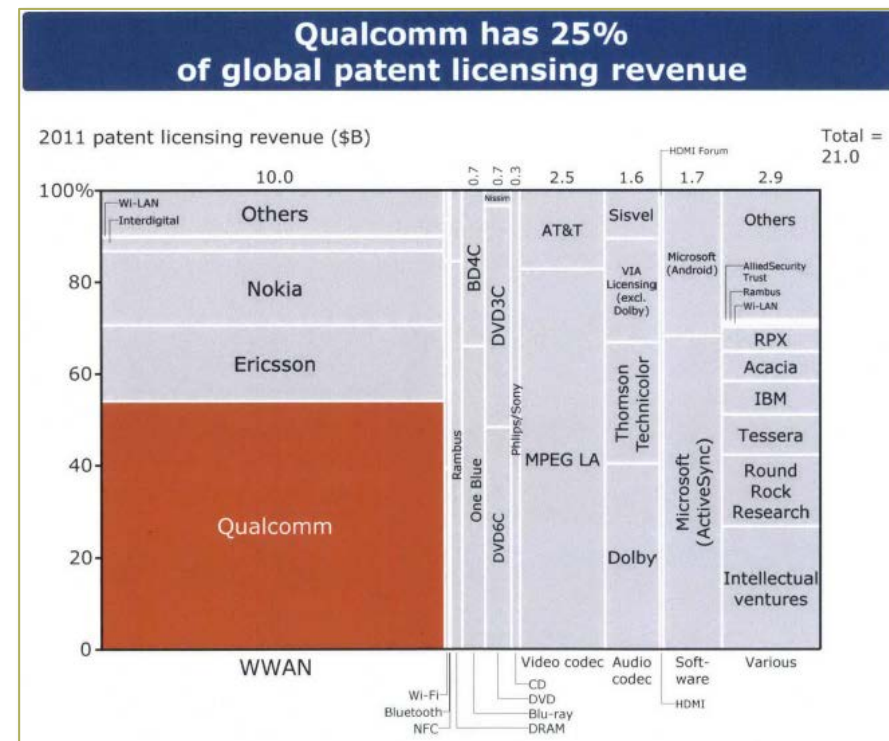 Qualcomm has 25%
of global patent licensing revenue
2011 patent licensing revenue ($B)
Total =
21.0
HDMI Forum
10.0
0.7
0.7
0.3
2.5
1.6
1.7
2.9
100%
80
60
40
20
0
Wi-LAN
Interdigital
Others
Nokia
Ericsson
Qualcomm
Rambus
BD4C
One Blue
Nissim
DVD3C
DVD6C
Philips/Sony
AT&T
MPEG LA
Sisvel
VIA
Licensing
(excl.
Dolby)
Thomson
Technicolor
Dolby
Microsoft
(Android)
Microsoft
(ActiveSync)
Others
AlliedSecurity
Trust
Rambus
Wi-LAN
RPX
Acacia
IBM
Tessera
Round
Rock
Research
Intellectual
ventures
WWAN
Wi-Fi
Bluetooth
NFC
CD
DVD
Blu-ray
DRAM
Video codec
Audio
codec
HDMI
Soft-
ware
Various